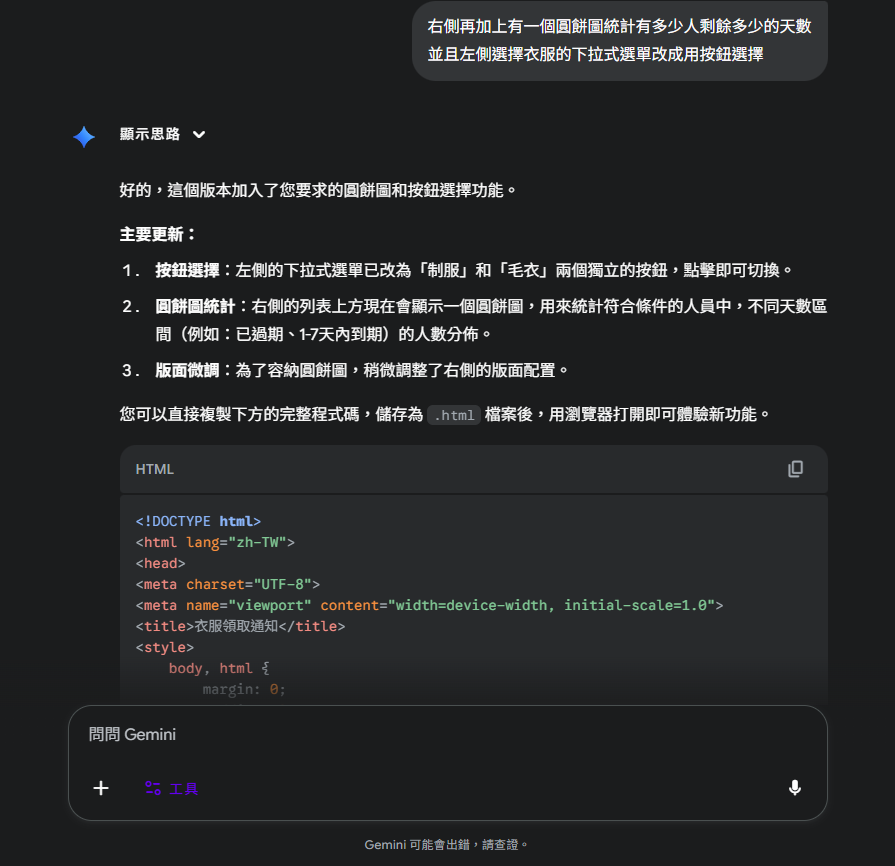 右側再加上有一個圓餅圖統計有多少人剩餘多少的天數
並且左側選擇衣服的下拉式選單改成用按鈕選擇
顯示思路
好的，這個版本加入了您要求的圓餅圖和按鈕選擇功能。
主要更新：
1. 按鈕選擇：左側的下拉式選單已改為「制服」和「毛衣」兩個獨立的按鈕，點擊即可切換。
2. 圓餅圖統計：右側的列表上方現在會顯示一個圓餅圖，用來統計符合條件的人員中，不同天數區
間（例如：已過期、1-7天內到期）的人數分佈。
3. 版面微調：為了容納圓餅圖，稍微調整了右側的版面配置。
您可以直接複製下方的完整程式碼，儲存為 .html 檔案後，用瀏覽器打開即可體驗新功能。
HTML
<!DOCTYPE html>
<html lang="zh-TW">
<head>
<meta charset="UTF-8">
<meta name="viewport" content="width=device-width, initial-scale=1.0">
<title>衣服領取通知</title>
<style>
body, html {
margin: 0;
問問 Gemini
工具
Gemini 可能會出錯，請查證。